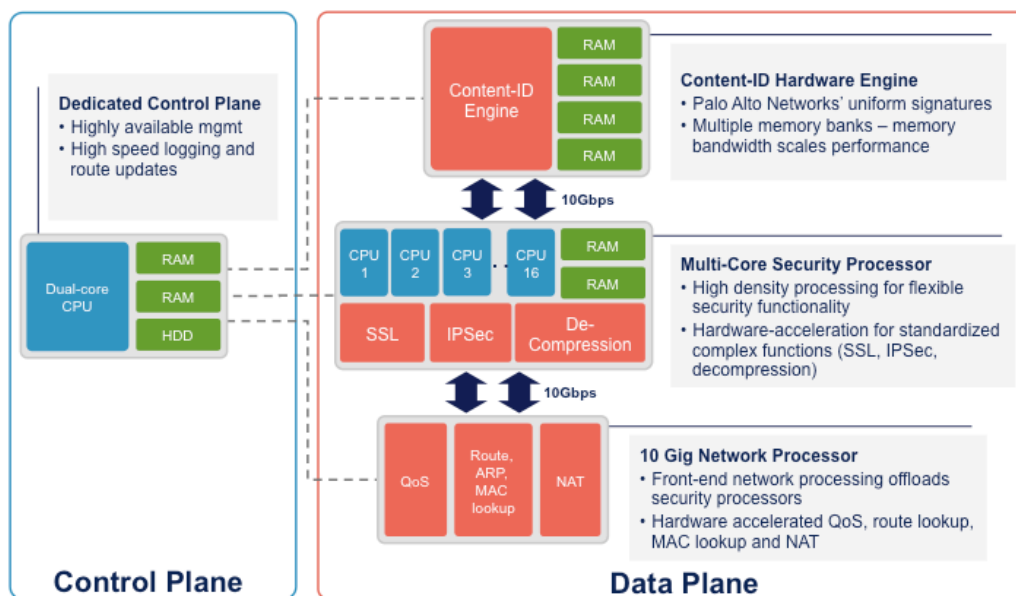 Dedicated Control Plane
• Highly available mgmt
• High speed logging and
route updates
Dual-core
CPU
RAM
RAM
HDD
Control Plane
Content-ID
Engine
RAM
RAM
RAM
RAM
10Gbps
Content-ID Hardware Engine
• Palo Alto Networks' uniform signatures
• Multiple memory banks – memory
bandwidth scales performance
CPU
1
CPU
2
CPU
3
. .
CPU
16
RAM
RAM
SSL
IPSec
De-
Compression
10Gbps
Multi-Core Security Processor
• High density processing for flexible
security functionality
• Hardware-acceleration for standardized
complex functions (SSL, IPSec,
decompression)
QoS
Route,
ARP,
MAC
lookup
NAT
10 Gig Network Processor
• Front-end network processing offloads
security processors
• Hardware accelerated QoS, route lookup,
MAC lookup and NAT
Data Plane